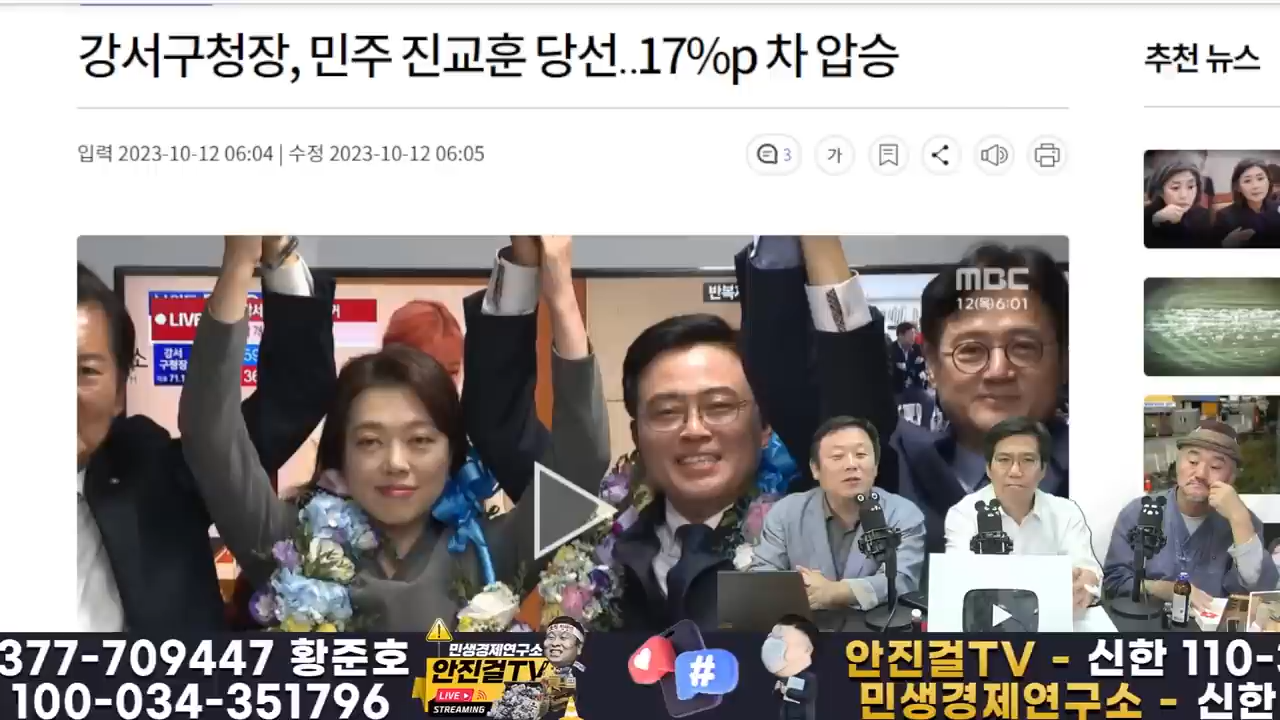 강서구청장, 민주 진교훈 당선..17%p 차 압승
추천 뉴스
입력 2023-10-12 06:04 | 수정 2023-10-12 06:05
3
가
MBC
12(목)6:01
LIVE
강서
구청장
377-709447 황준호
100-034-351796
민생경제연구소
안진걸TV
LIVE
STREAMING
#
안진걸TV - 신한 110-
민생경제연구소 - 신한